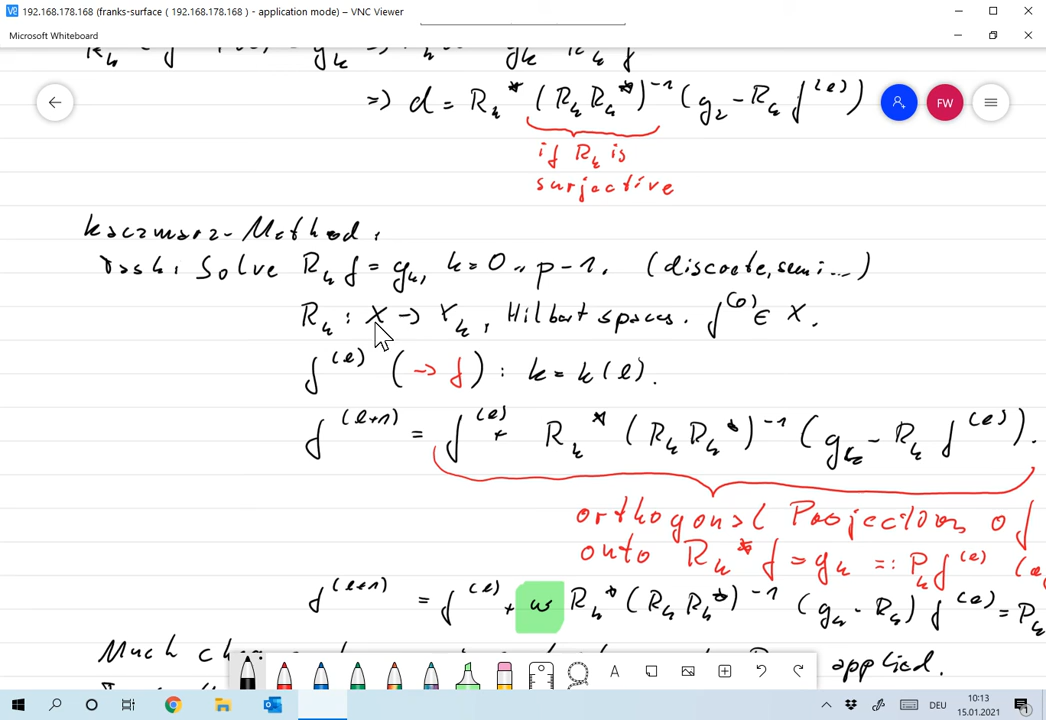 192.168.178.168 (franks-surface ( 192.168.178.168 ) - application mode) – VNC Viewer
Microsoft Whiteboard
=> d = R_k^* (R_k R_k^*)^{-1} (g_k - R_k f^{(l)})
if R_k is
surjective
Kaczmarz-Method:
Task: Solve R_k f = g_k, k=0..p-1. (discrete, semi...)
R_k : X -> Y_k, Hilbert spaces. f^{(0)} ∈ X.
f^{(l)} (-> f) : k = k(l).
f^{(l+1)} = f^{(l)} + R_k^* (R_k R_k^*)^{-1} (g_k - R_k f^{(l)}).
orthogonal Projection of f
onto R_k^* f = g_k =: P_k f^{(l)}
f^{(l+1)} = f^{(l)} + ω R_k^* (R_k R_k^*)^{-1} (g_k - R_k) f^{(l)} = P_k
Much applied.
FW
A
DEU
10:13
15.01.2021